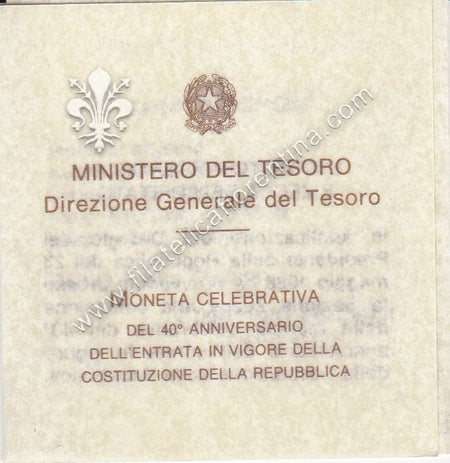 MINISTERO DEL TESORO
Direzione Generale del Tesoro
MONETA CELEBRATIVA
DEL 40° ANNIVERSARIO
DELL'ENTRATA IN VIGORE DELLA
COSTITUZIONE DELLA REPUBBLICA
www.filatelicafiorentina.com